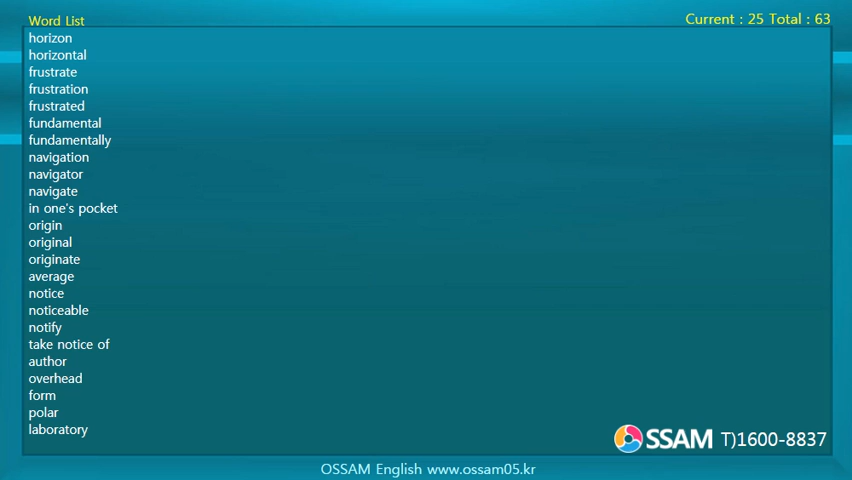 Word List
Current : 25 Total : 63
horizon
horizontal
frustrate
frustration
frustrated
fundamental
fundamentally
navigation
navigator
navigate
in one's pocket
origin
original
originate
average
notice
noticeable
notify
take notice of
author
overhead
form
polar
laboratory
OSSAM T)1600-8837
OSSAM English www.ossam05.kr